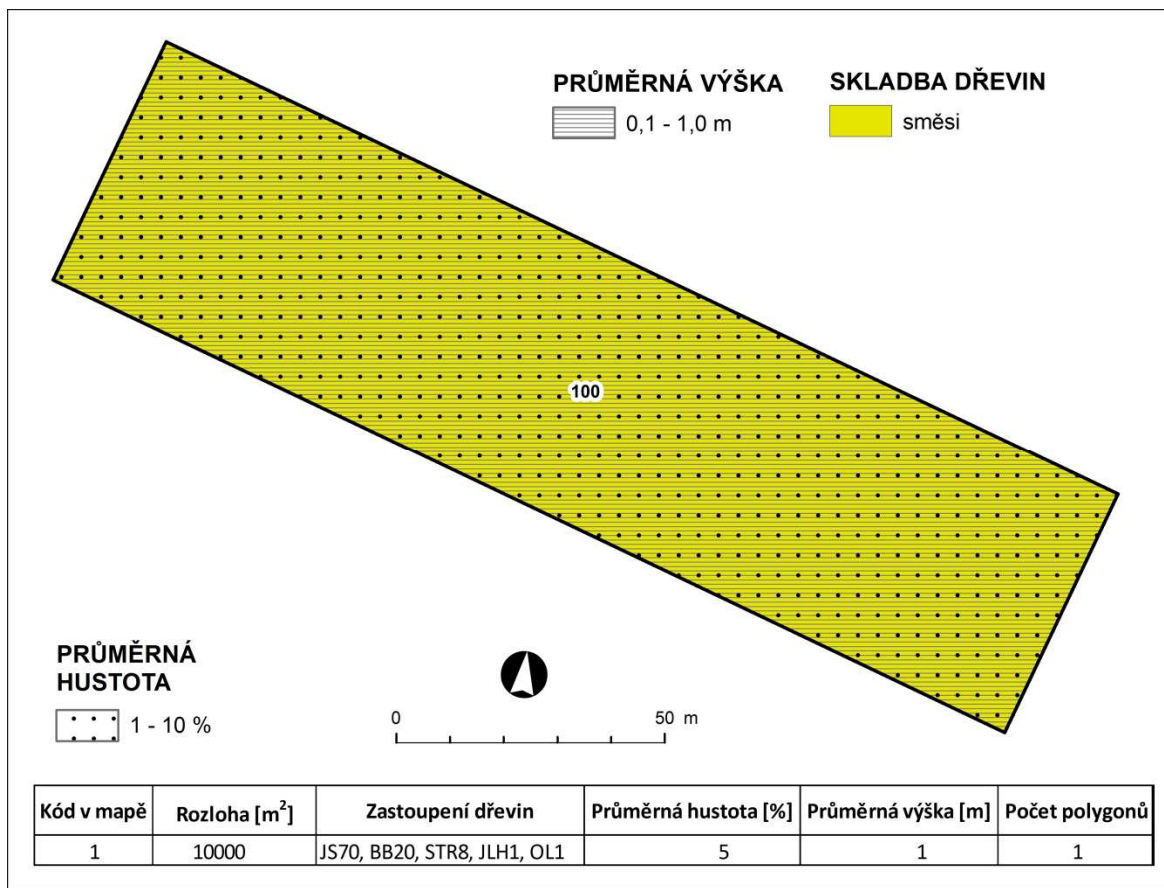 PRŮMĚRNÁ VÝŠKA
0,1 - 1,0 m
SKLADBA DŘEVIN
směsi
100
PRŮMĚRNÁ
HUSTOTA
1 - 10 %
0 50 m
Kód v mapě Rozloha [m²] Zastoupení dřevin Průměrná hustota [%] Průměrná výška [m] Počet polygonů
1 10000 JS70, BB20, STR8, JLH1, OL1 5 1 1